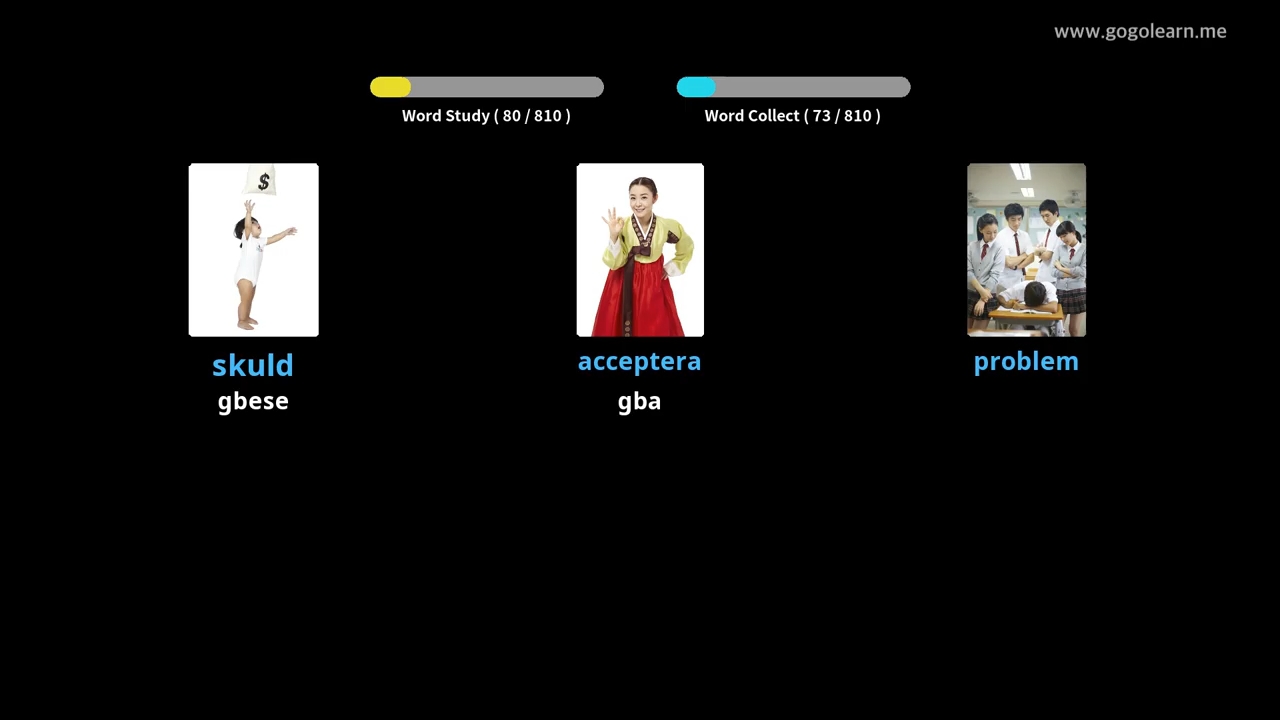 www.gogolearn.me
Word Study ( 80 / 810 )
Word Collect ( 73 / 810 )
$
skuld
acceptera
problem
gbese
gba